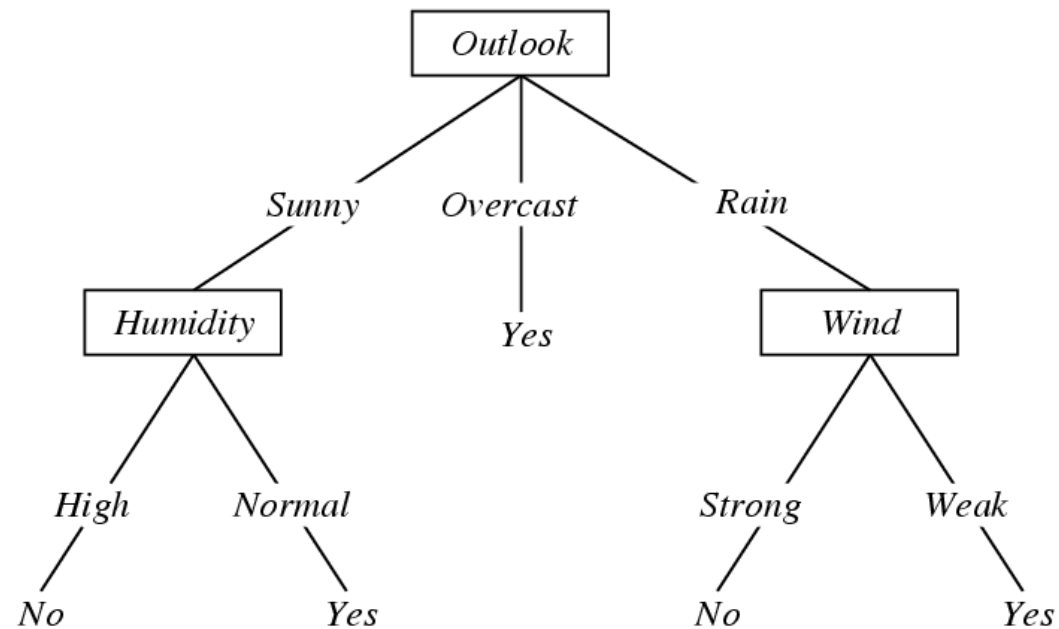 Outlook
Sunny Overcast Rain
Humidity Yes Wind
High Normal Strong Weak
No Yes No Yes